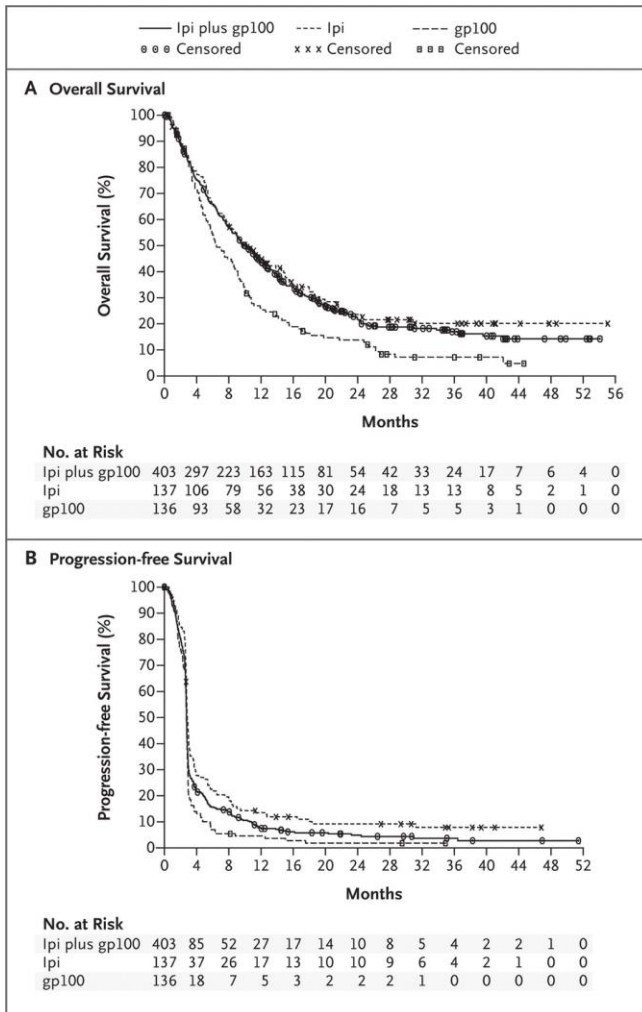 Ipi plus gp100 Ipi gp100
Censored Censored Censored
A Overall Survival
100
90
80
70
60
50
40
30
20
10
0
Overall Survival (%)
0 4 8 12 16 20 24 28 32 36 40 44 48 52 56
Months
No. at Risk
Ipi plus gp100 403 297 223 163 115 81 54 42 33 24 17 7 6 4 0
Ipi 137 106 79 56 38 30 24 18 13 13 8 5 2 1 0
gp100 136 93 58 32 23 17 16 7 5 5 3 1 0 0 0
B Progression-free Survival
100
90
80
70
60
50
40
30
20
10
0
Progression-free Survival (%)
0 4 8 12 16 20 24 28 32 36 40 44 48 52
Months
No. at Risk
Ipi plus gp100 403 85 52 27 17 14 10 8 5 4 2 2 1 0
Ipi 137 37 26 17 13 10 10 9 6 4 2 1 0 0
gp100 136 18 7 5 3 2 2 2 1 0 0 0 0 0